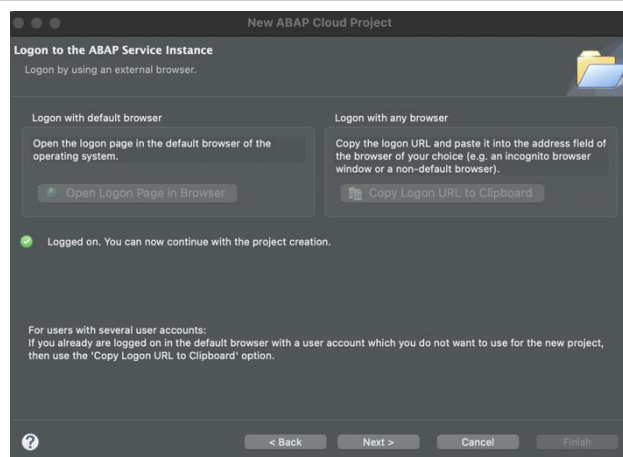 New ABAP Cloud Project
Logon to the ABAP Service Instance
Logon by using an external browser.
Logon with default browser
Open the logon page in the default browser of the
operating system.
Open Logon Page in Browser
Logon with any browser
Copy the logon URL and paste it into the address field of
the browser of your choice (e.g. an incognito browser
window or a non-default browser).
Copy Logon URL to Clipboard
Logged on. You can now continue with the project creation.
For users with several user accounts:
If you already are logged on in the default browser with a user account which you do not want to use for the new project,
then use the 'Copy Logon URL to Clipboard' option.
?
< Back
Next >
Cancel
Finish